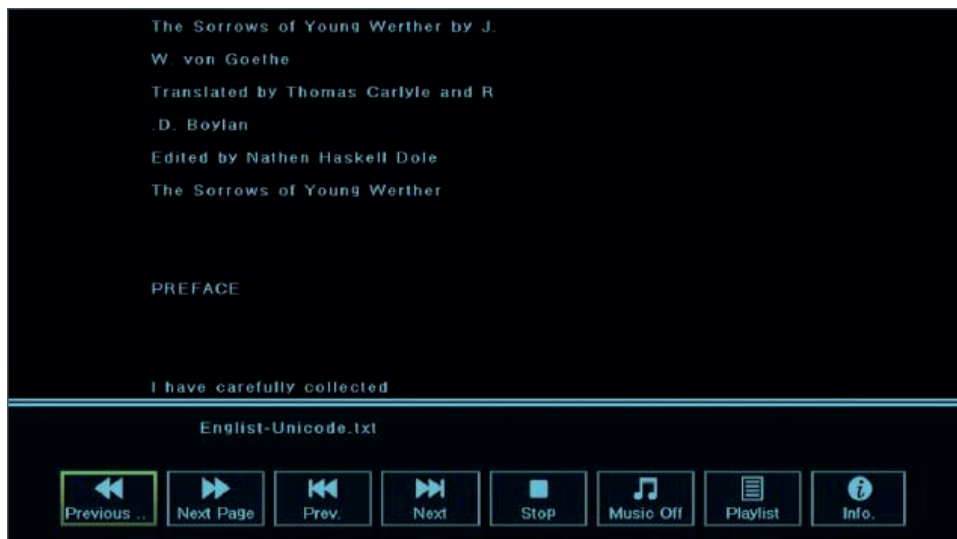 The Sorrows of Young Werther by J.
W. von Goethe
Translated by Thomas Carlyle and R
.D. Boylan
Edited by Nathen Haskell Dole
The Sorrows of Young Werther
PREFACE
I have carefully collected
Englist-Unicode.txt
Previous .. Next Page Prev. Next Stop Music Off Playlist Info.